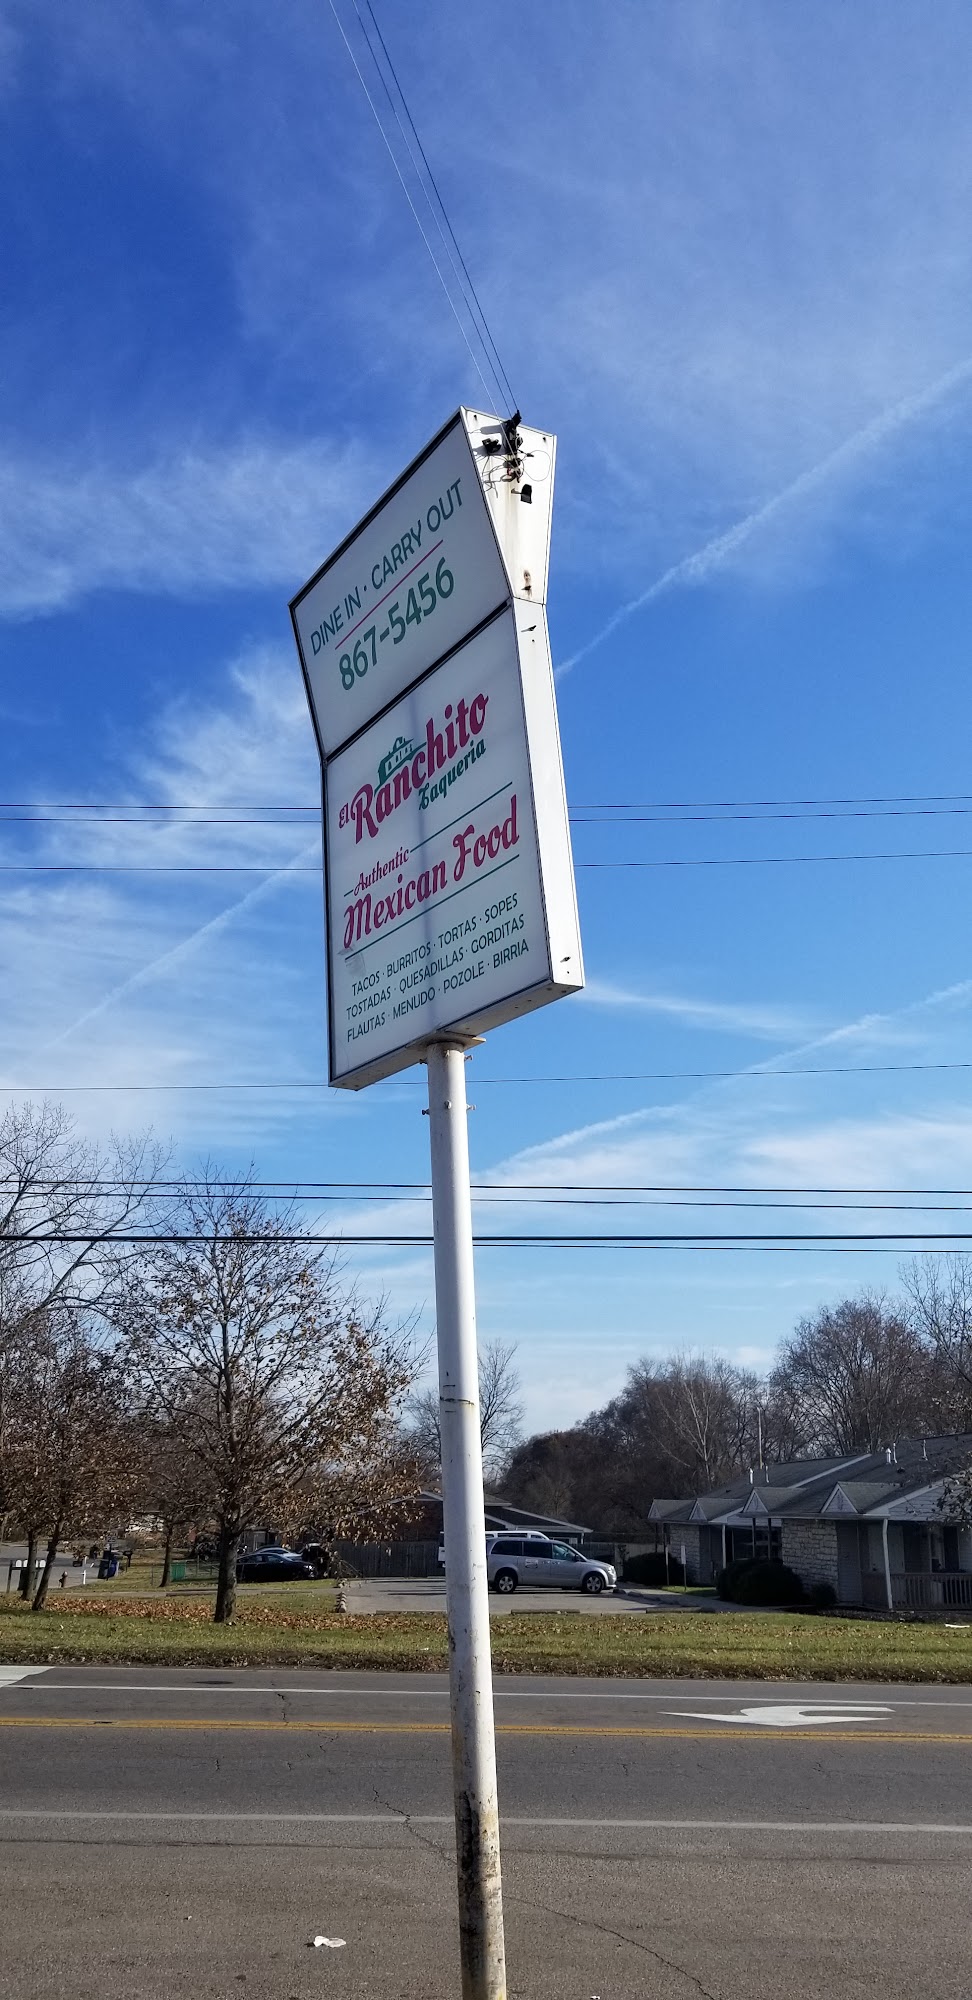 DINE IN · CARRY OUT
867-5456
El Ranchito
Taqueria
Authentic
Mexican Food
TACOS · BURRITOS · TORTAS · SOPES
TOSTADAS · QUESADILLAS · GORDITAS
FLAUTAS · MENUDO · POZOLE · BIRRIA